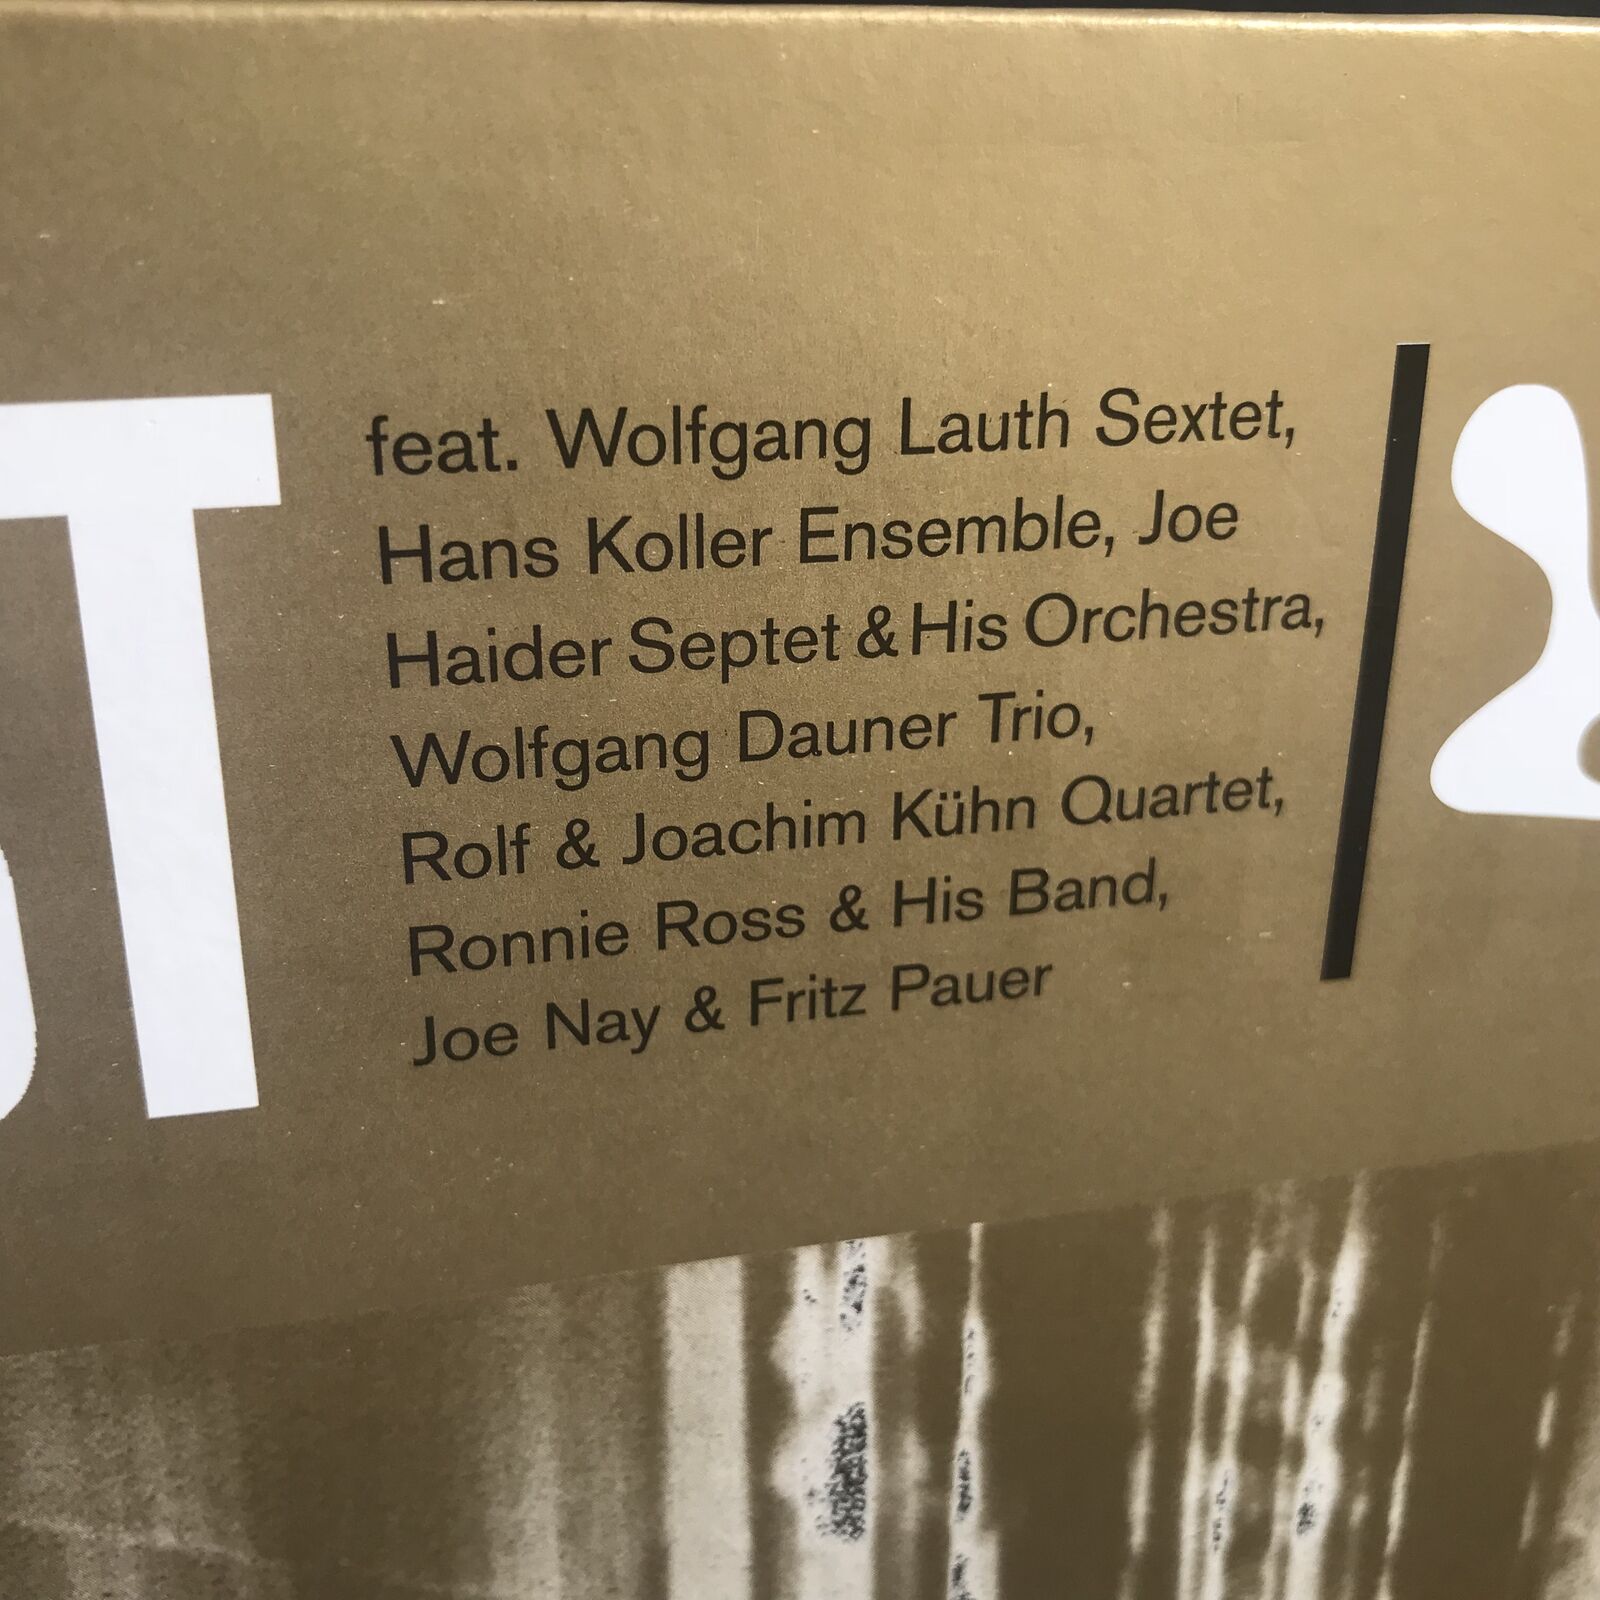 feat. Wolfgang Lauth Sextet,
Hans Koller Ensemble, Joe
Haider Septet & His Orchestra,
Wolfgang Dauner Trio,
Rolf & Joachim Kühn Quartet,
Ronnie Ross & His Band,
Joe Nay & Fritz Pauer